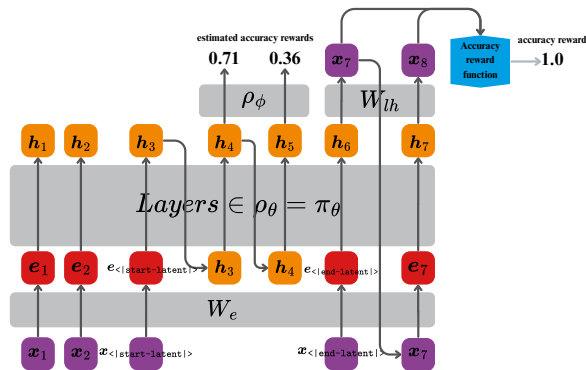 estimated accuracy rewards
0.71 0.36
x7 x8
Accuracy reward function
accuracy reward
1.0
ρϕ
Wlh
h1 h2 h3 h4 h5 h6 h7
Layers ∈ ρθ = πθ
e1 e2 e<|start-latent|> h3 h4 e<|end-latent|> e7
We
x1 x2 x<|start-latent|> x<|end-latent|> x7